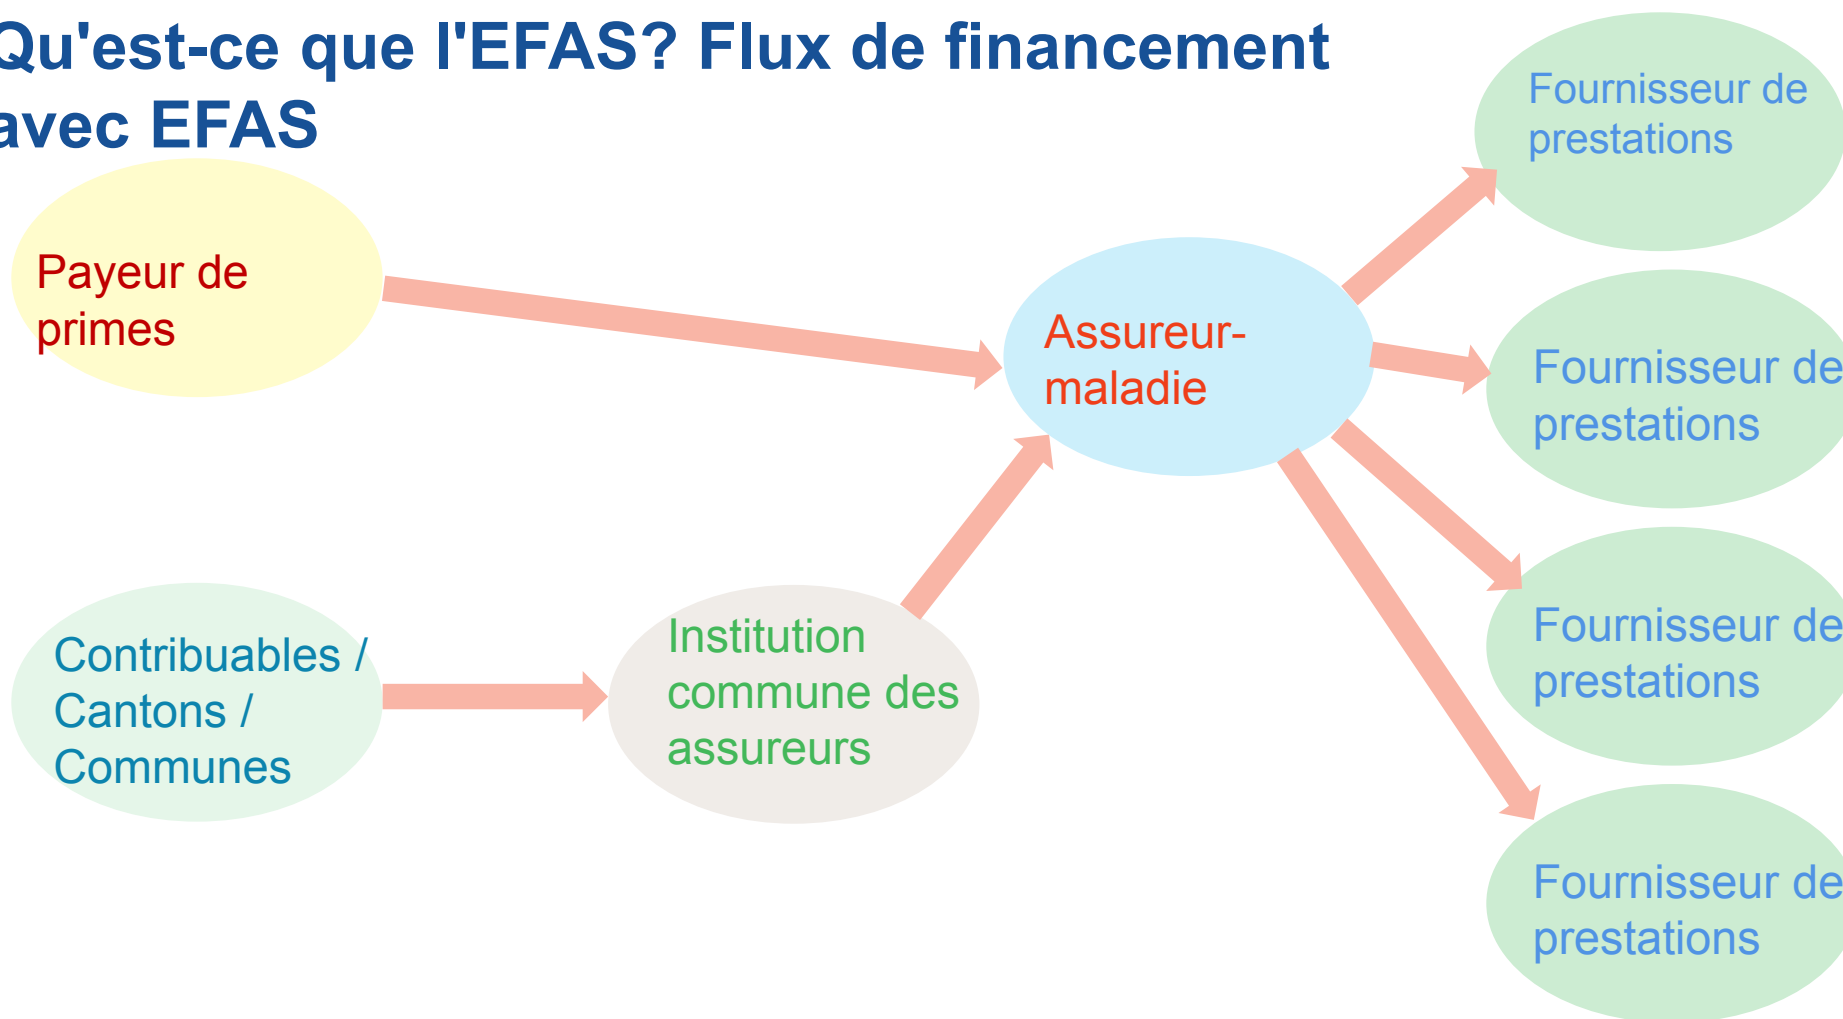 Qu'est-ce que l'EFAS? Flux de financement
avec EFAS
Payeur de
primes
Contribuables /
Cantons /
Communes
Institution
commune des
assureurs
Assureur-
maladie
Fournisseur de
prestations
Fournisseur de
prestations
Fournisseur de
prestations
Fournisseur de
prestations